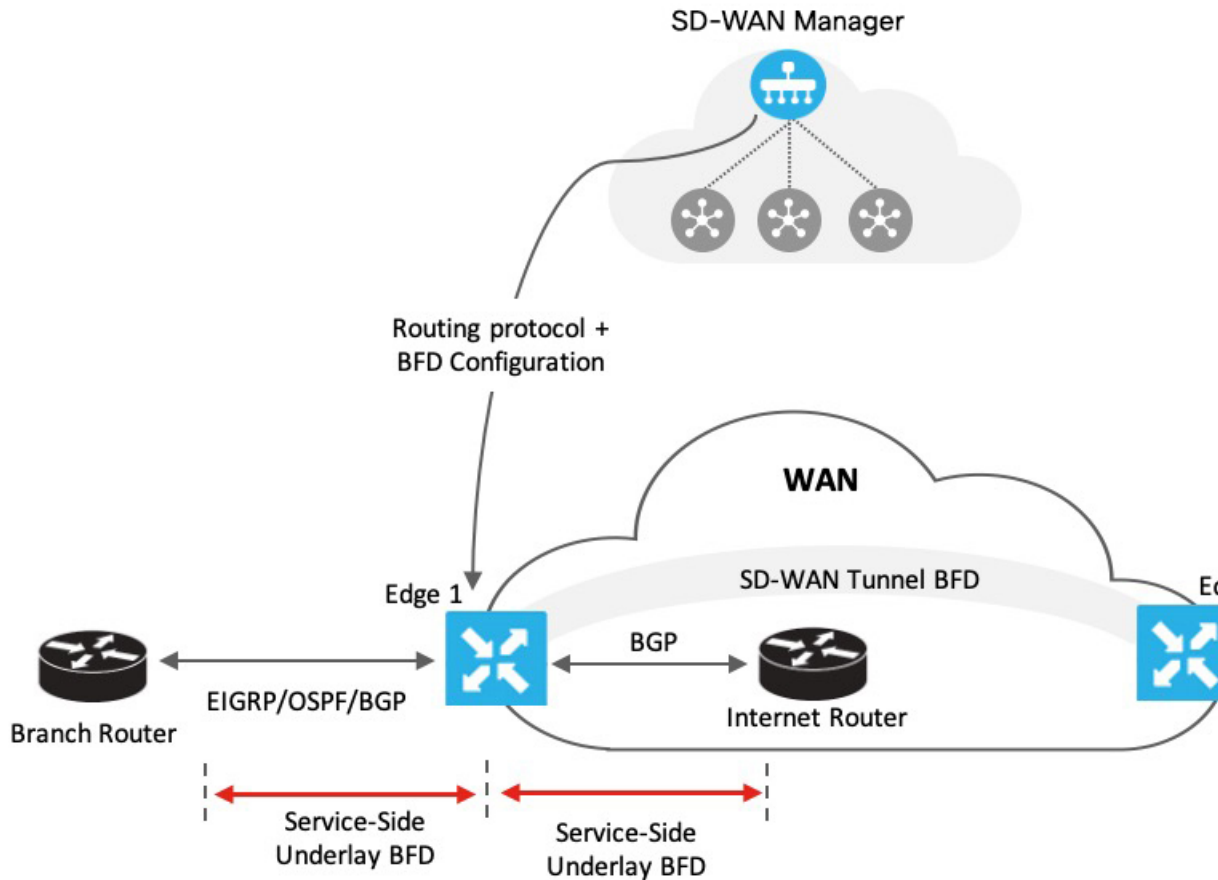 SD-WAN Manager
Routing protocol +
BFD Configuration
WAN
SD-WAN Tunnel BFD
Edge 1
Ed
BGP
EIGRP/OSPF/BGP
Internet Router
Branch Router
Service-Side
Underlay BFD
Service-Side
Underlay BFD